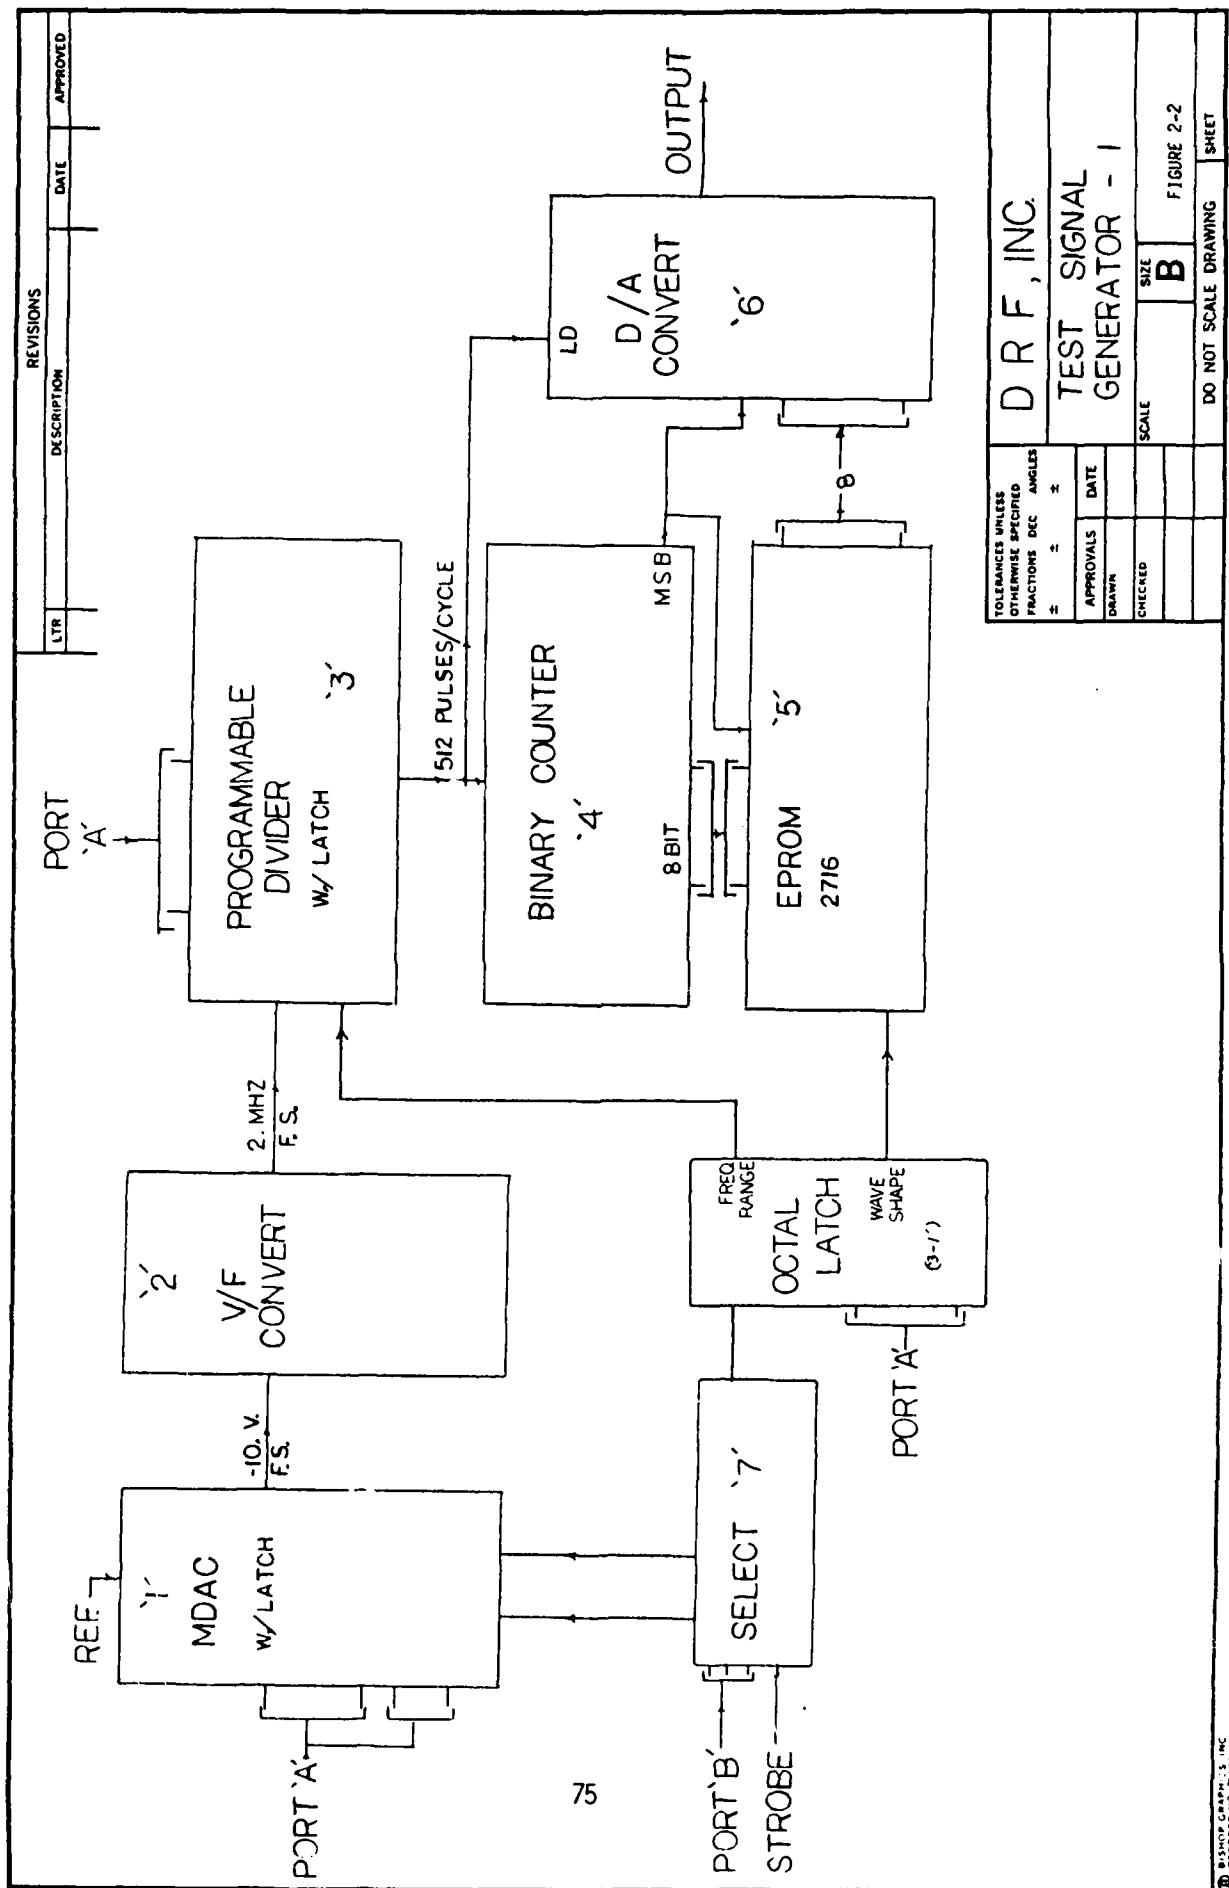 REVISIONS
LTR DESCRIPTION DATE APPROVED
PORT
'A'
REF.
'1'
MDAC
W/LATCH
-10. V.
F.S.
'2'
V/F
CONVERT
2. MHZ
F.S.
PROGRAMMABLE
DIVIDER
W/LATCH
'3'
512 PULSES/CYCLE
PORT 'A'
BINARY COUNTER
'4'
8 BIT
MSB
LD
D/A
CONVERT
'6'
OUTPUT
EPROM
2716
'5'
8
FREQ
RANGE
OCTAL
LATCH
WAVE
SHAPE
PORT 'A'
SELECT '7'
PORT 'B'
STROBE
75
TOLERANCES UNLESS
OTHERWISE SPECIFIED
FRACTIONS DEC ANGLES
± ± ±
APPROVALS DATE
DRAWN
CHECKED
D R F, INC.
TEST SIGNAL
GENERATOR - 1
SCALE
SIZE
B
FIGURE 2-2
DO NOT SCALE DRAWING
SHEET
BISHOP GRAPHICS INC